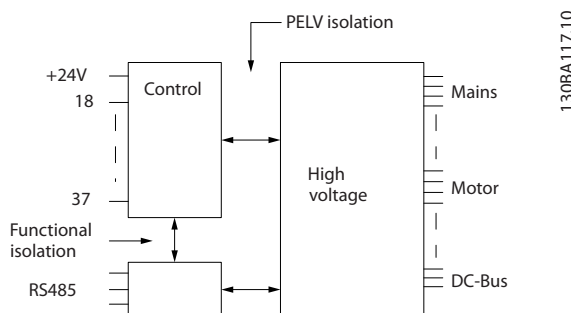 PELV isolation
+24V
Control
18
Mains
High
voltage
37
Motor
Functional
isolation
RS485
DC-Bus
130BA117.10